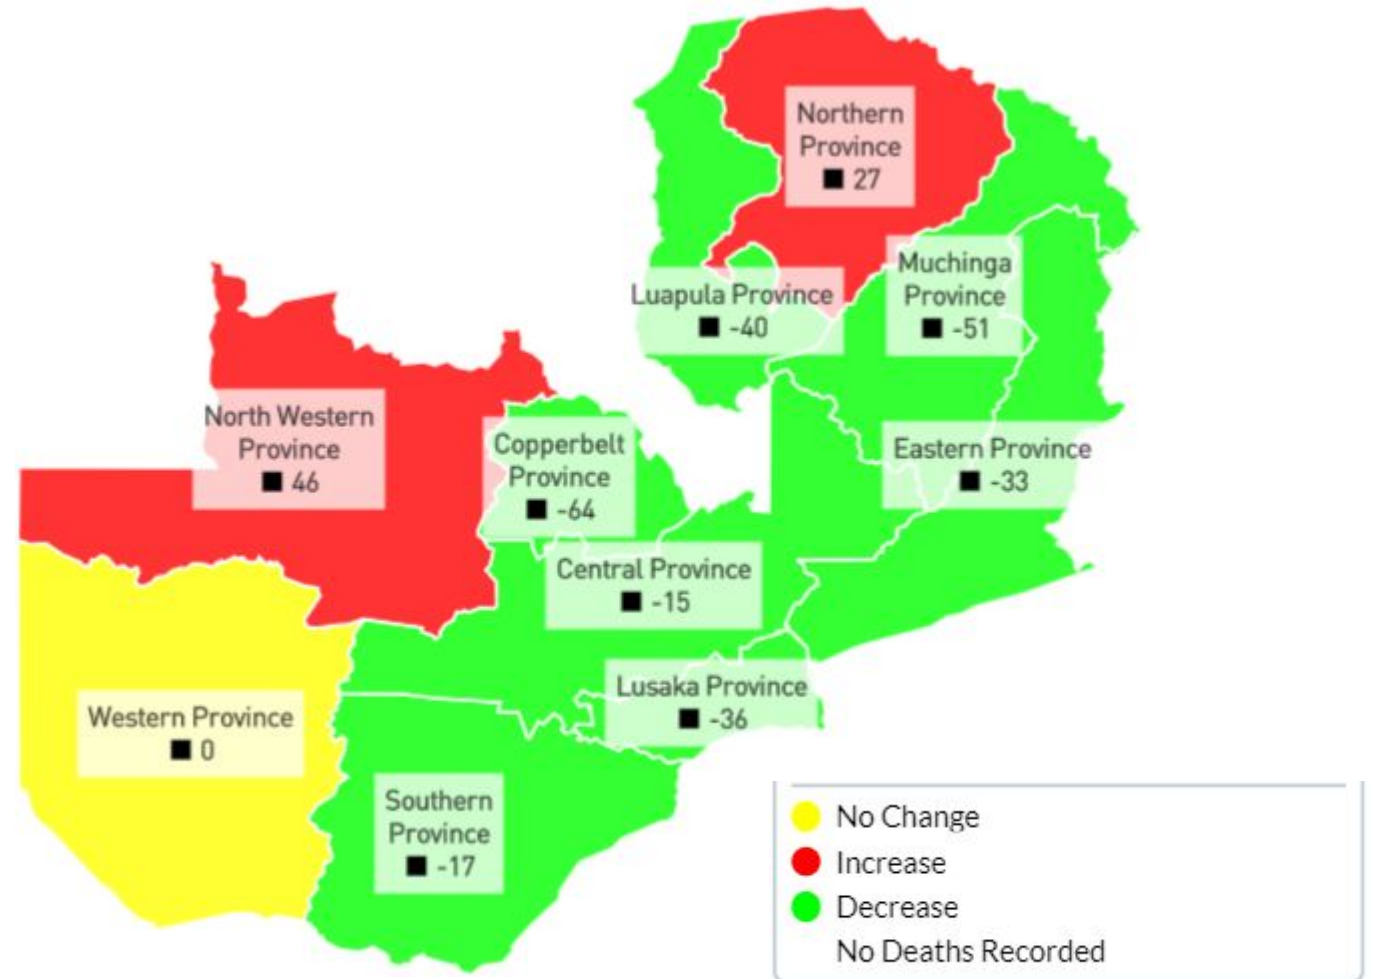 Northern
Province
27
Muchinga
Province
-51
Luapula Province
-40
North Western
Province
46
Copperbelt
Province
-64
Eastern Province
-33
Central Province
-15
Lusaka Province
-36
Western Province
0
Southern
Province
-17
No Change
Increase
Decrease
No Deaths Recorded